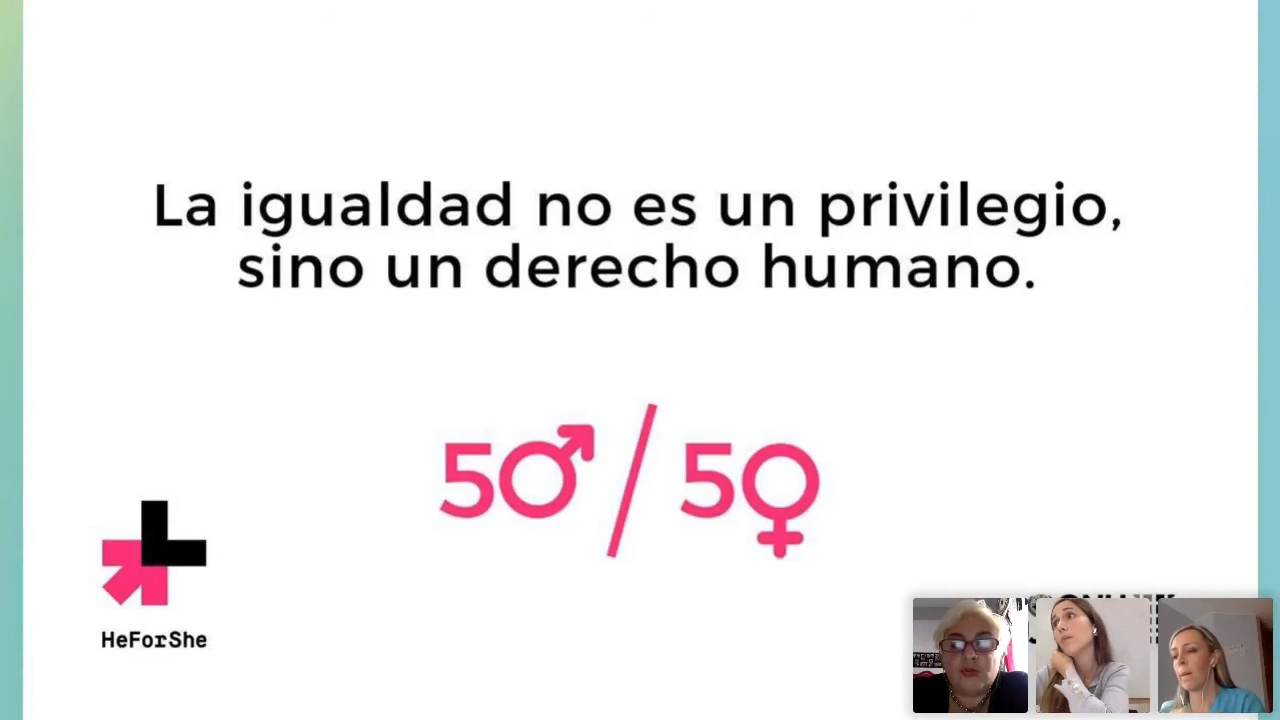 La igualdad no es un privilegio,
sino un derecho humano.
50/50
HeForShe